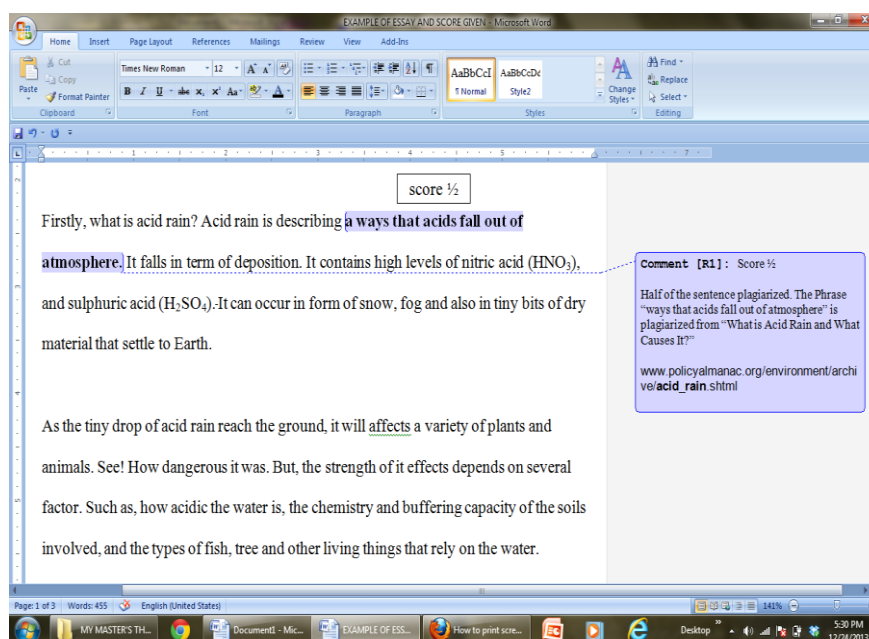 EXAMPLE OF ESSAY AND SCORE GIVEN - Microsoft Word
Home Insert Page Layout References Mailings Review View Add-Ins
Cut
Copy
Format Painter
Paste
Times New Roman 12
AaBbCcI AaBbCcDd
¶ Normal Style2
Change Styles
Find
Replace
Select
Clipboard Font Paragraph Styles Editing
score ½
Firstly, what is acid rain? Acid rain is describing a ways that acids fall out of
atmosphere. It falls in term of deposition. It contains high levels of nitric acid (HNO₃),
and sulphuric acid (H₂SO₄).It can occur in form of snow, fog and also in tiny bits of dry
material that settle to Earth.
As the tiny drop of acid rain reach the ground, it will affects a variety of plants and
animals. See! How dangerous it was. But, the strength of it effects depends on several
factor. Such as, how acidic the water is, the chemistry and buffering capacity of the soils
involved, and the types of fish, tree and other living things that rely on the water.
Comment [R1]: Score ½
Half of the sentence plagiarized. The Phrase
“ways that acids fall out of atmosphere” is
plagiarized from “What is Acid Rain and What
Causes It?”
www.policyalmanac.org/environment/archi
ve/acid_rain.shtml
Page: 1 of 3 Words: 455 English (United States) 141%
MY MASTER'S TH... Document1 - Mic... EXAMPLE OF ESS... How to print scre... Desktop 5:30 PM
12/24/2013